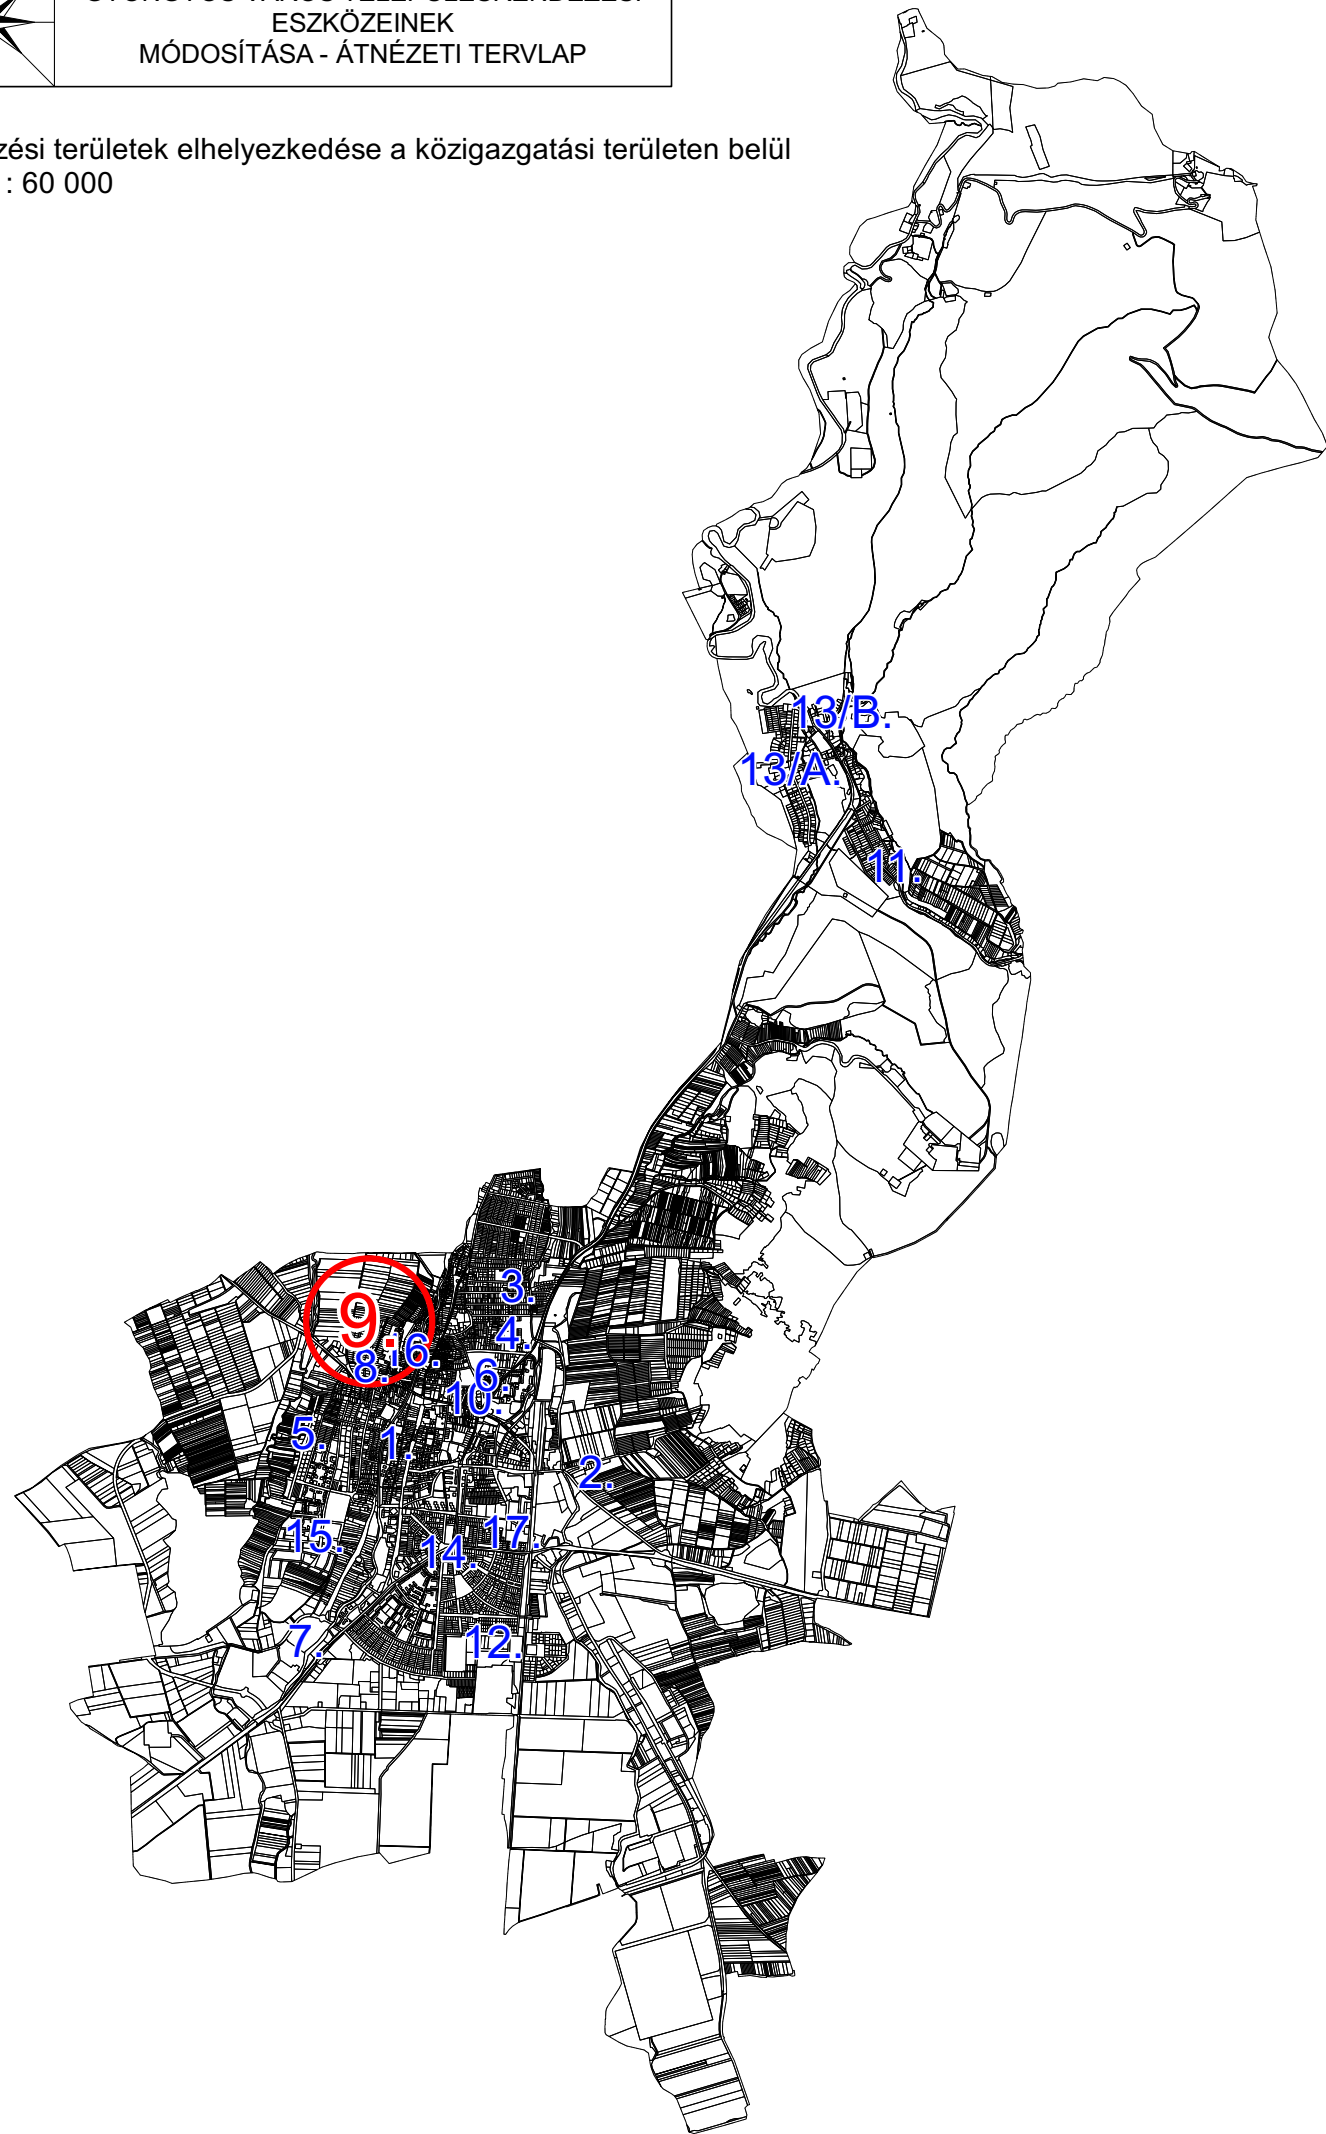 ESZKÖZEINEK
MÓDOSÍTÁSA - ÁTNÉZETI TERVLAP
zési területek elhelyezkedése a közigazgatási területen belül
: 60 000
13/B.
13/A.
11.
3.
9.
4.
16.
8.
6.
10.
5.
1.
2.
17.
15.
14.
7.
12.